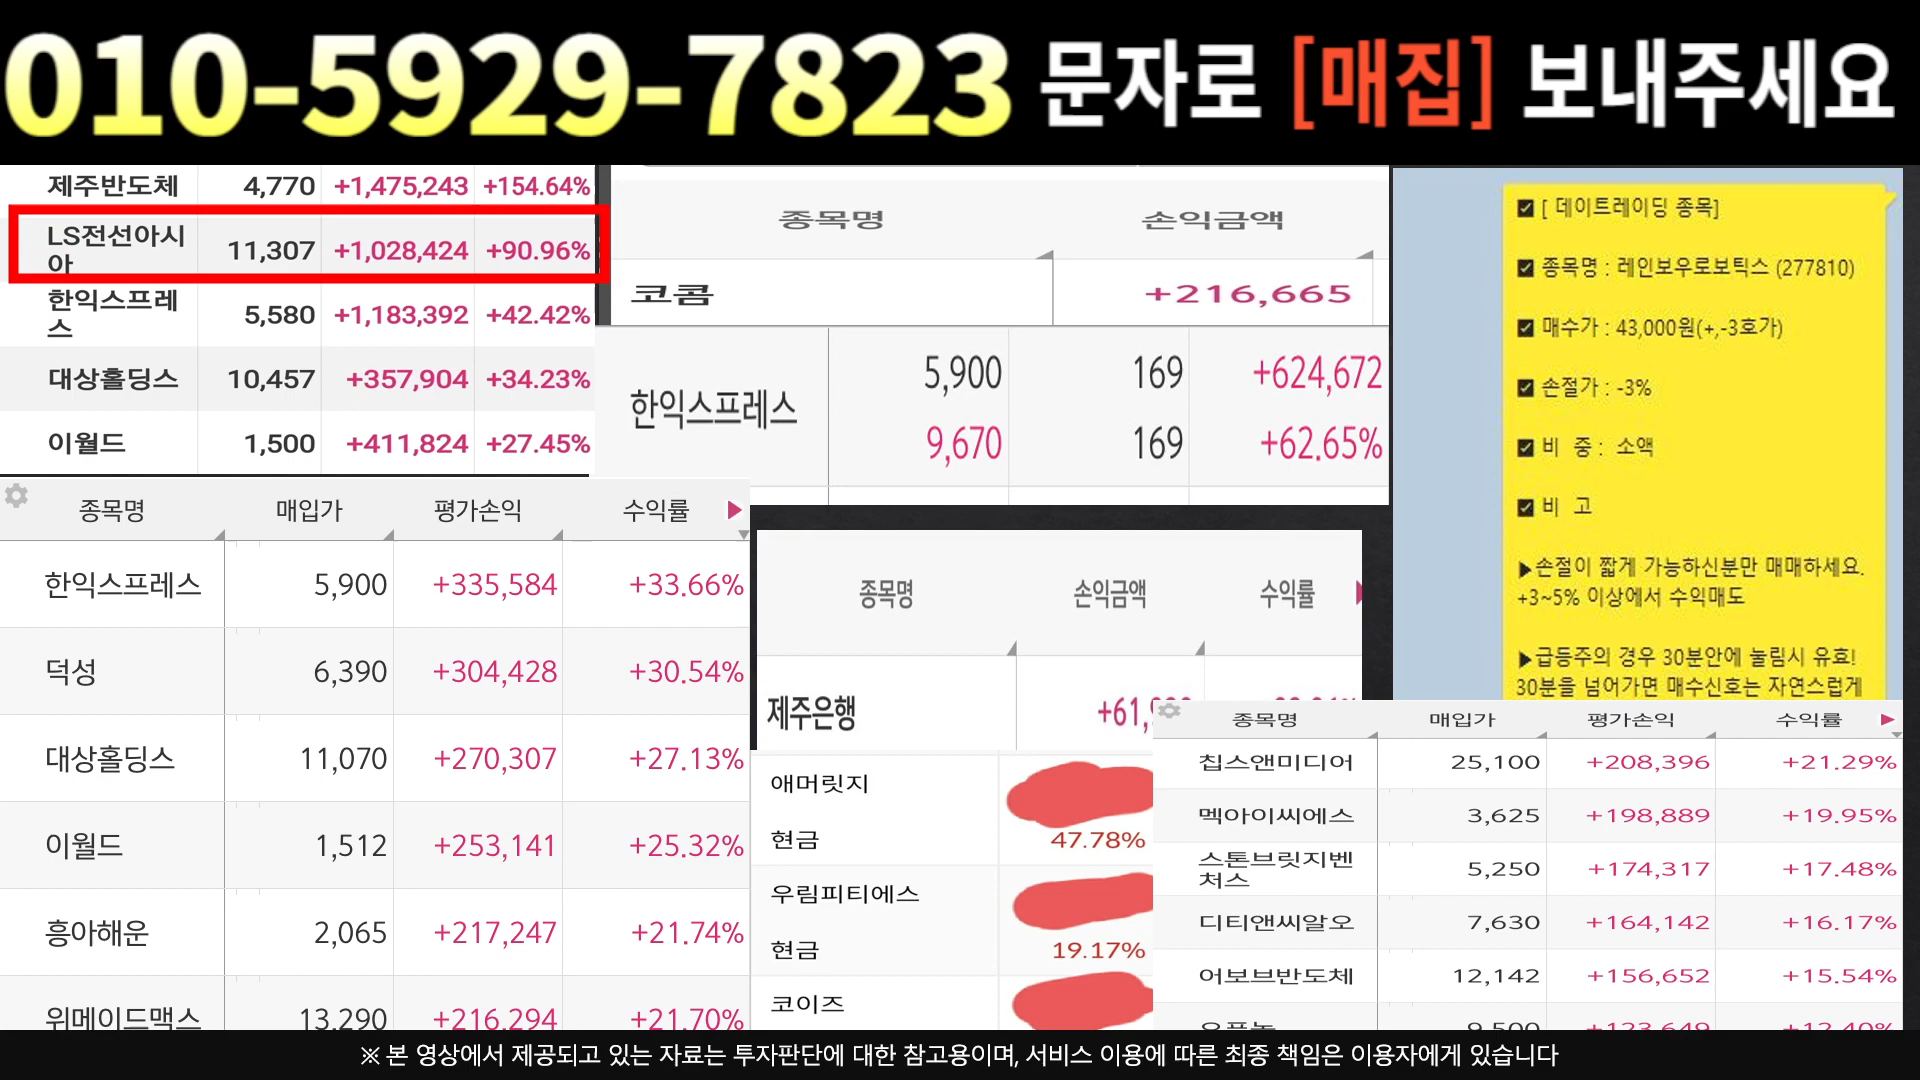 010-5929-7823 문자로 [매집] 보내주세요
제주반도체 4,770 +1,475,243 +154.64%
LS전선아시
아 11,307 +1,028,424 +90.96%
한익스프레
스 5,580 +1,183,392 +42.42%
대상홀딩스 10,457 +357,904 +34.23%
이월드 1,500 +411,824 +27.45%
종목명 손익금액
코콤 +216,665
한익스프레스 5,900 169 +624,672
9,670 169 +62.65%
☑ [ 데이트레이딩 종목]
☑ 종목명 : 레인보우로보틱스 (277810)
☑ 매수가 : 43,000원(+,-3호가)
☑ 손절가 : -3%
☑ 비 중 : 소액
☑ 비 고
▶손절이 짧게 가능하신분만 매매하세요.
+3~5% 이상에서 수익매도
▶급등주의 경우 30분안에 눌림시 유효!
30분을 넘어가면 매수신호는 자연스럽게
종목명 매입가 평가손익 수익률
한익스프레스 5,900 +335,584 +33.66%
덕성 6,390 +304,428 +30.54%
대상홀딩스 11,070 +270,307 +27.13%
이월드 1,512 +253,141 +25.32%
흥아해운 2,065 +217,247 +21.74%
위메이드맥스 13,290 +216,294 +21.70%
종목명 손익금액 수익률
제주은행 +61,
애머릿지
현금 47.78%
우림피티에스
현금 19.17%
코이즈
종목명 매입가 평가손익 수익률
칩스앤미디어 25,100 +208,396 +21.29%
멕아이씨에스 3,625 +198,889 +19.95%
스톤브릿지벤
처스 5,250 +174,317 +17.48%
디티앤씨알오 7,630 +164,142 +16.17%
어보브반도체 12,142 +156,652 +15.54%
※ 본 영상에서 제공되고 있는 자료는 투자판단에 대한 참고용이며, 서비스 이용에 따른 최종 책임은 이용자에게 있습니다